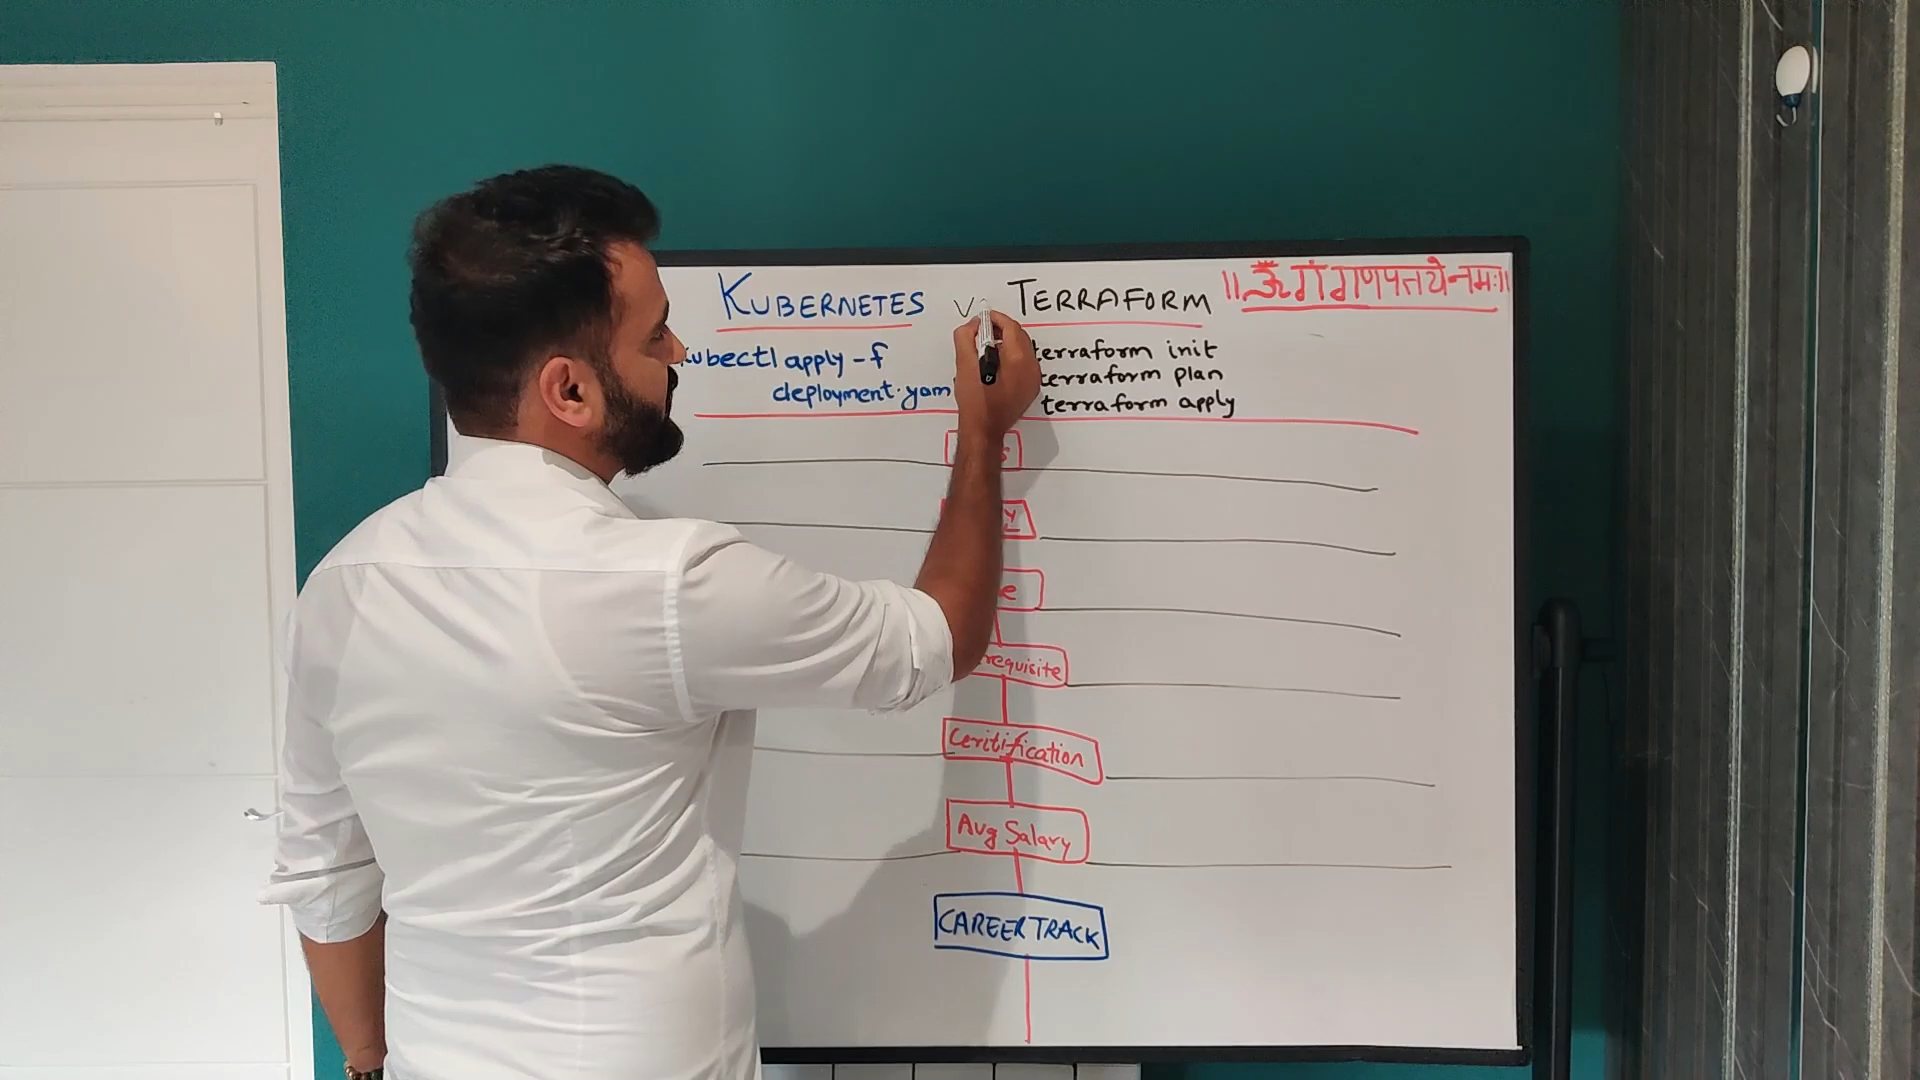 KUBERNETES VS TERRAFORM ||ॐ गं गणपतये नमः||
kubectl apply -f
deployment.yam
terraform init
terraform plan
terraform apply
Ceritification
Avg Salary
CAREER TRACK